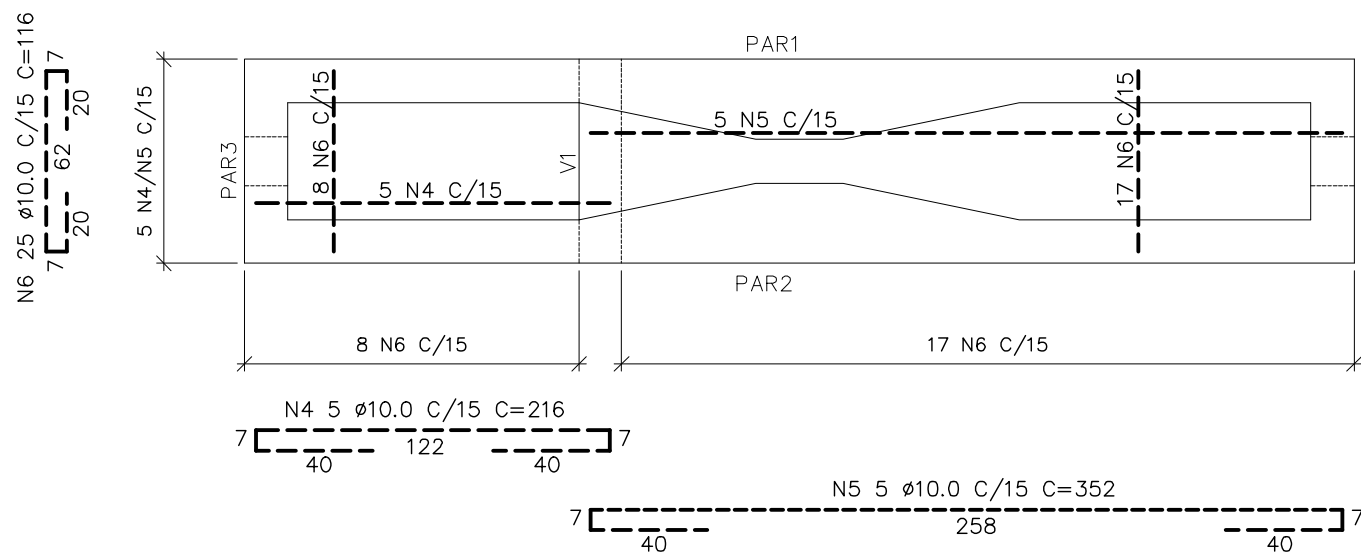 N6 25 ø10.0 C/15 C=116
7
20
62
20
7
5 N4/N5 C/15
PAR1
PAR3
8 N6 C/15
5 N4 C/15
V1
5 N5 C/15
17 N6 C/15
PAR2
8 N6 C/15
17 N6 C/15
N4 5 ø10.0 C/15 C=216
7
122
7
40
40
N5 5 ø10.0 C/15 C=352
7
258
7
40
40